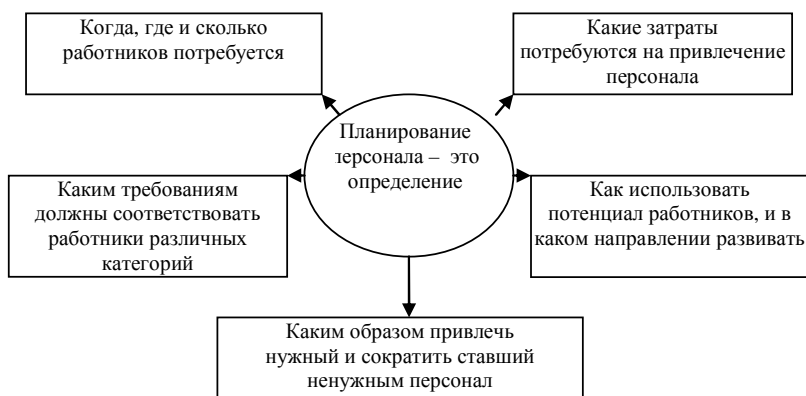 Когда, где и сколько
работников потребуется
Какие затраты
потребуются на привлечение
персонала
Планирование
персонала – это
определение
Каким требованиям
должны соответствовать
работники различных
категорий
Как использовать
потенциал работников, и в
каком направлении развивать
Каким образом привлечь
нужный и сократить ставший
ненужным персонал